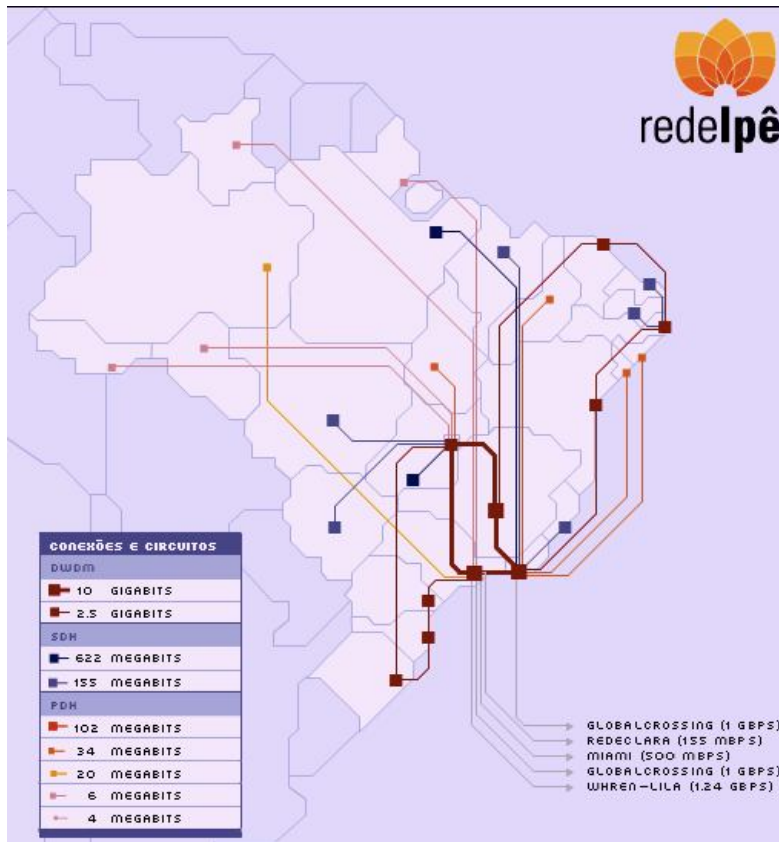 redeIpê
CONEXÕES E CIRCUITOS
DWDM
10 GIGABITS
2.5 GIGABITS
SDH
622 MEGABITS
155 MEGABITS
PDH
102 MEGABITS
34 MEGABITS
20 MEGABITS
6 MEGABITS
4 MEGABITS
GLOBALCROSSING (1 GBPS)
REDECLARA (155 MBPS)
MIAMI (500 MBPS)
GLOBALCROSSING (1 GBPS)
WHREN-LILA (1.24 GBPS)